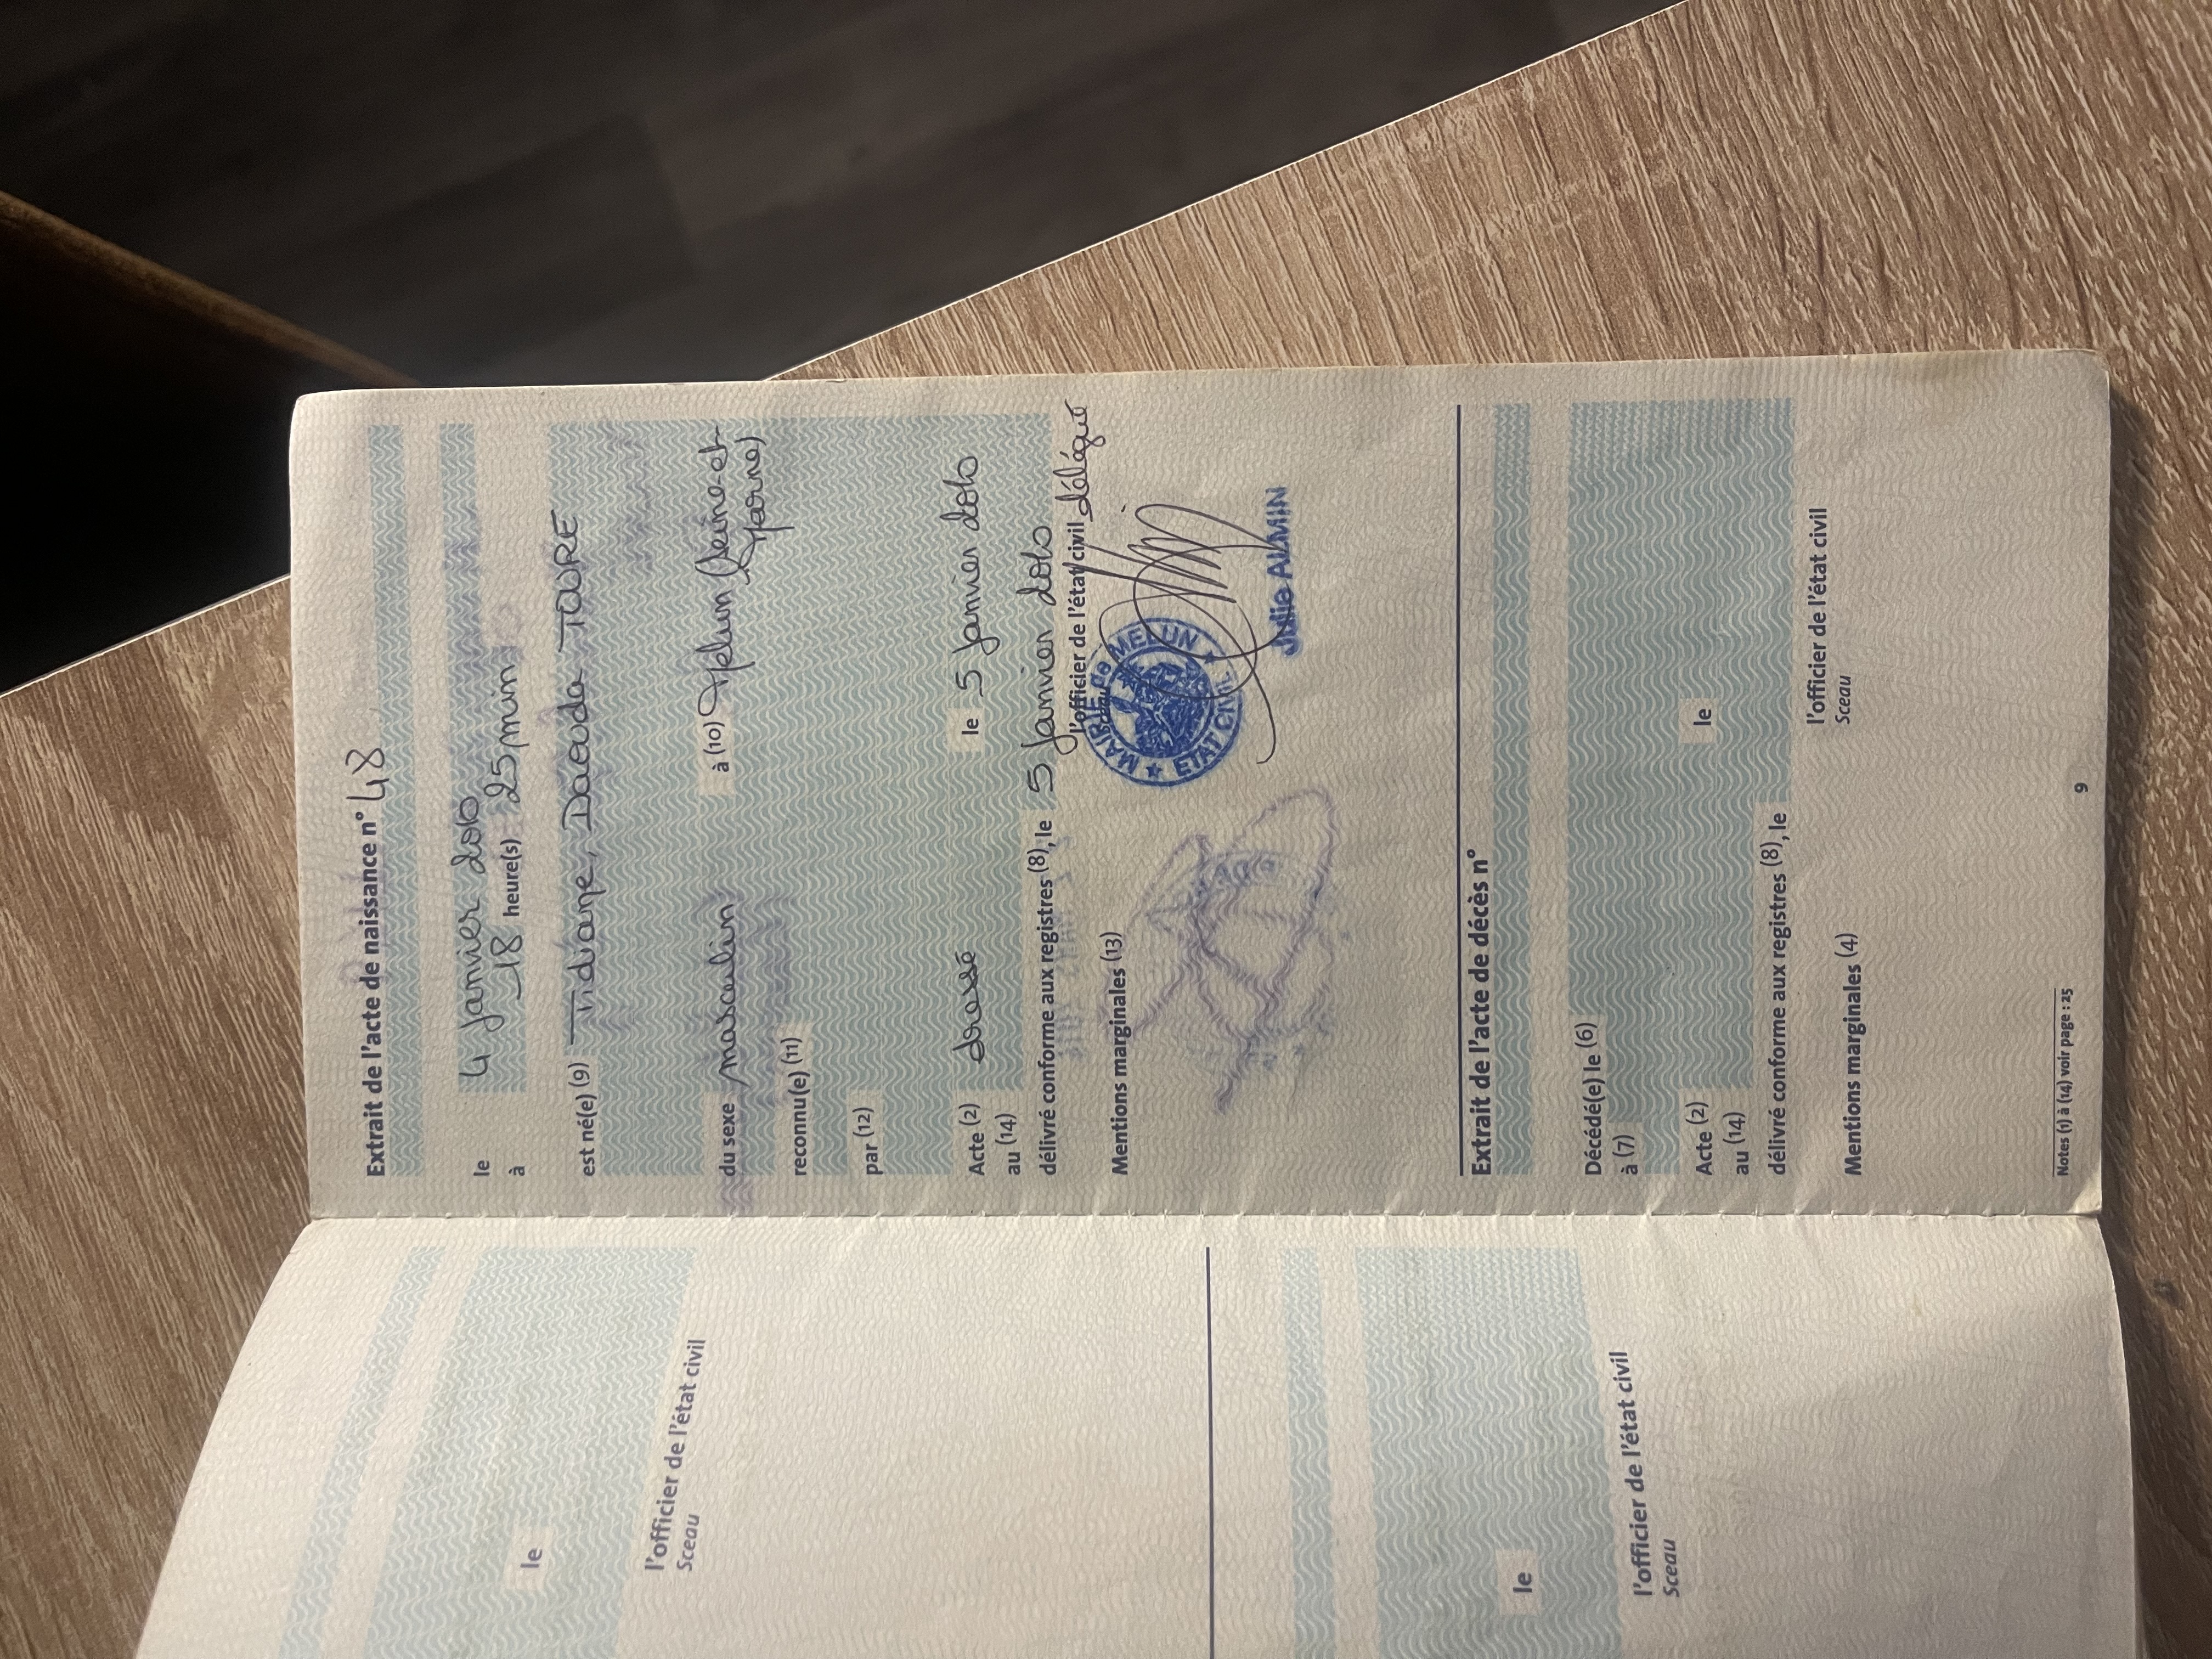 l'officier de l'état civil
Sceau
le
l'officier de l'état civil
Sceau
le
Extrait de l'acte de naissance n° 48
le 4 Janvier 2010
à 18 heure(s) 25 min
est né(e) (9) Tidiane, Daouda TOURE
du sexe masculin à (10) Melun (Seine-et-
Marne)
reconnu(e) (11)
par (12)
Acte (2) dressé le 5 Janvier 2010
au (14)
délivré conforme aux registres (8), le 5 Janvier 2010
l'officier de l'état civil délégué
Sceau
Mentions marginales (13)
MAIRIE de MELUN
ETAT CIVIL
Julie ALMIN
Extrait de l'acte de décès n°
Décédé(e) le (6)
à (7)
Acte (2) le
au (14)
délivré conforme aux registres (8), le
l'officier de l'état civil
Sceau
Mentions marginales (4)
Notes (1) à (14) voir page : 25
9